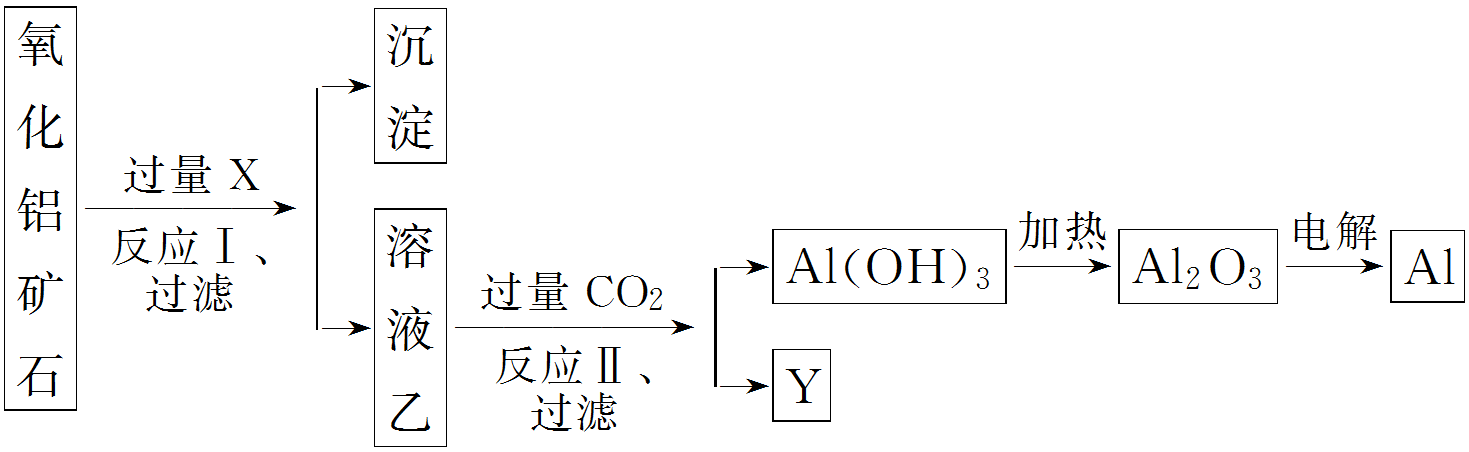 氧化铝矿石
过量 X
反应Ⅰ、
过滤
沉淀
溶液乙
过量 CO₂
反应Ⅱ、
过滤
Al(OH)₃
加热
Al₂O₃
电解
Al
Y